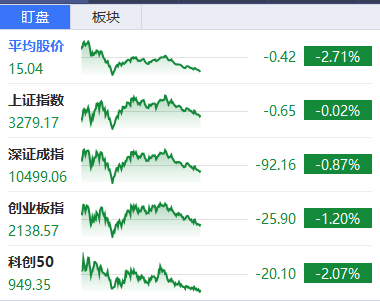 盯盘 板块
平均股价
15.04 -0.42 -2.71%
上证指数
3279.17 -0.65 -0.02%
深证成指
10499.06 -92.16 -0.87%
创业板指
2138.57 -25.90 -1.20%
科创50
949.35 -20.10 -2.07%